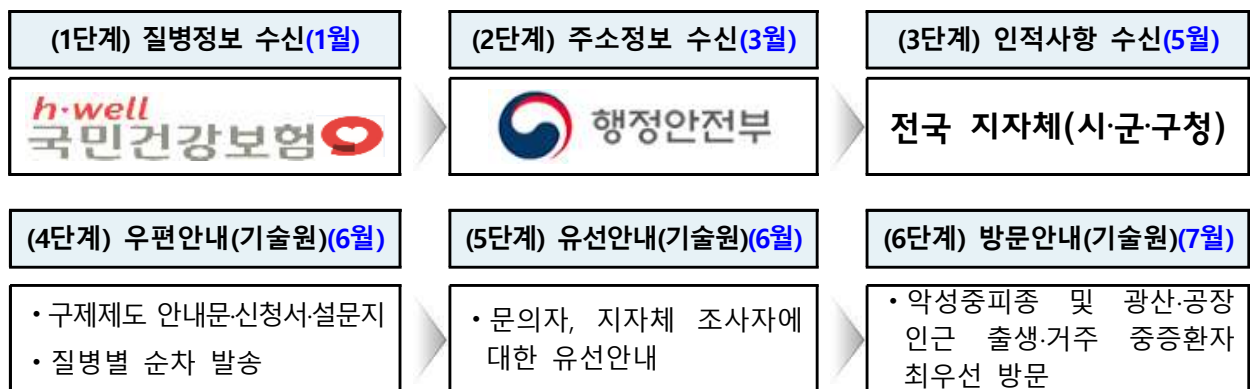 (1단계) 질병정보 수신(1월)
(2단계) 주소정보 수신(3월)
(3단계) 인적사항 수신(5월)
h·well
국민건강보험
행정안전부
전국 지자체(시·군·구청)
(4단계) 우편안내(기술원)(6월)
(5단계) 유선안내(기술원)(6월)
(6단계) 방문안내(기술원)(7월)
・구제제도 안내문·신청서·설문지
・질병별 순차 발송
・문의자, 지자체 조사자에
대한 유선안내
・악성중피종 및 광산·공장
인근 출생·거주 중증환자
최우선 방문